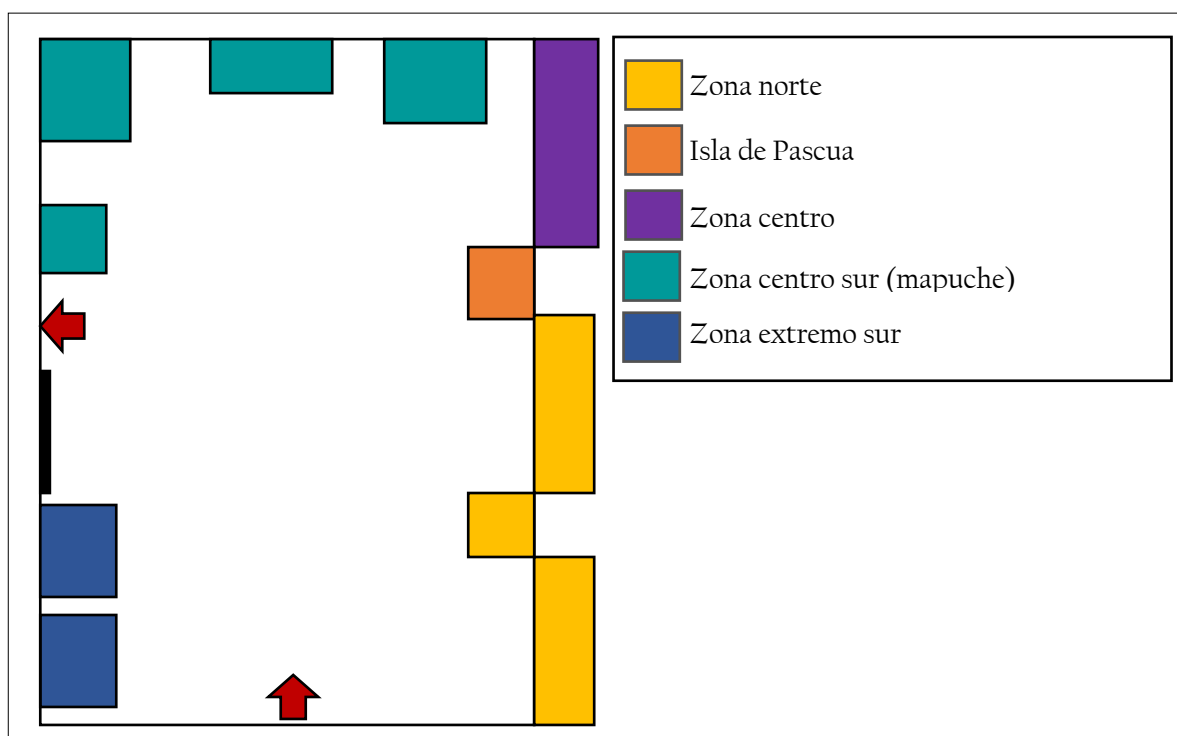 Zona norte
Isla de Pascua
Zona centro
Zona centro sur (mapuche)
Zona extremo sur